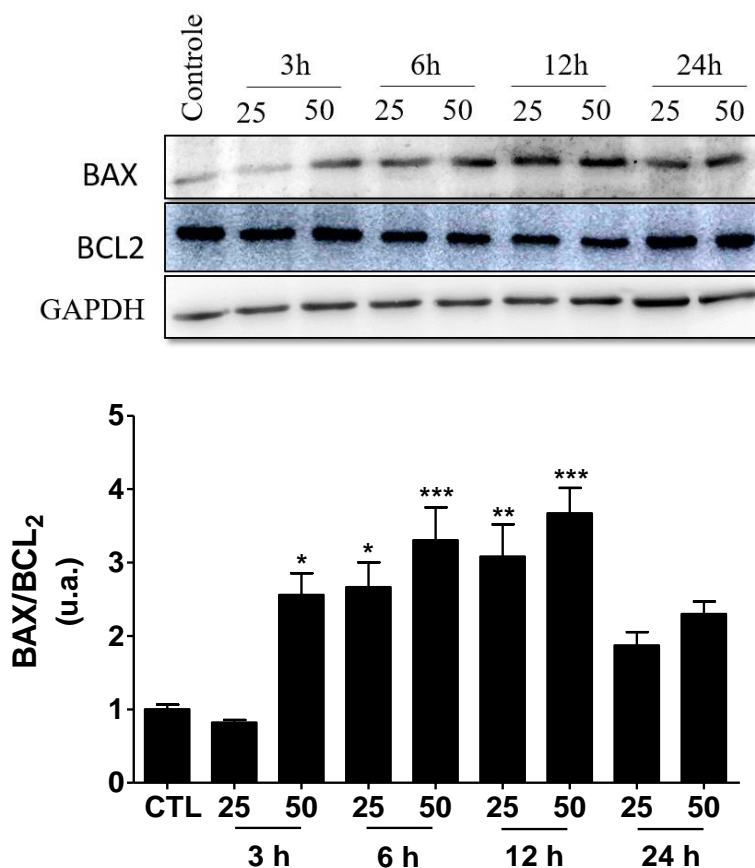 Controle
3h 6h 12h 24h
25 50 25 50 25 50 25 50
BAX
BCL2
GAPDH
5
4
3
2
1
0
BAX/BCL2
(u.a.)
* * *** ** ***
CTL 25 50 25 50 25 50 25 50
3 h 6 h 12 h 24 h